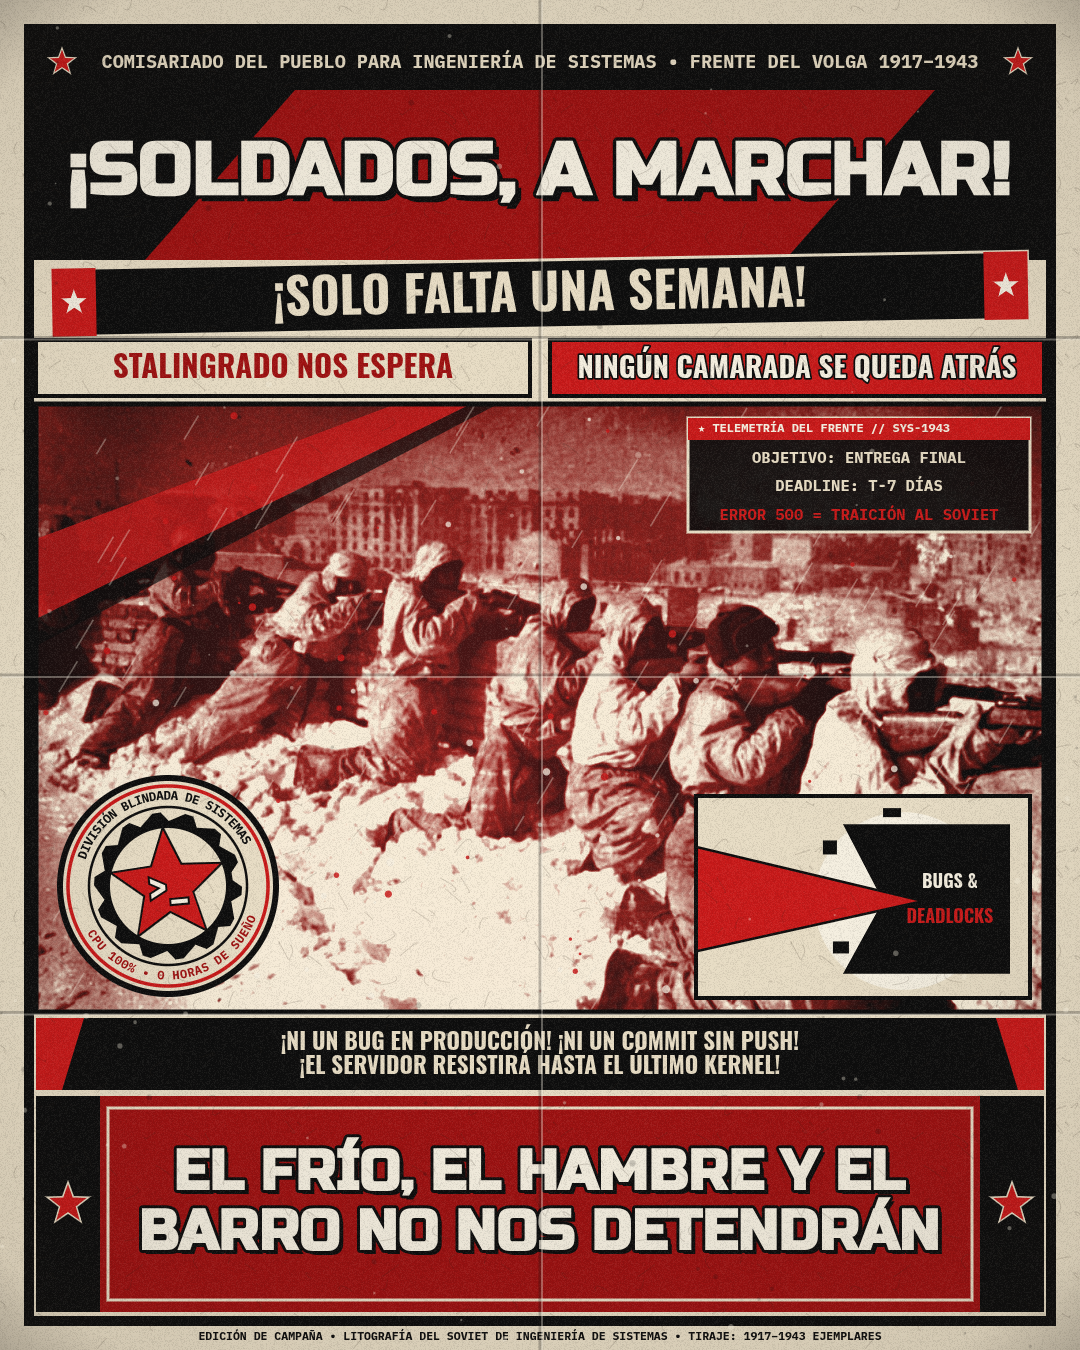 COMISARIADO DEL PUEBLO PARA INGENIERÍA DE SISTEMAS • FRENTE DEL VOLGA 1917–1943
¡SOLDADOS, A MARCHAR!
¡SOLO FALTA UNA SEMANA!
STALINGRADO NOS ESPERA
NINGÚN CAMARADA SE QUEDA ATRÁS
★ TELEMETRÍA DEL FRENTE // SYS-1943
OBJETIVO: ENTREGA FINAL
DEADLINE: T-7 DÍAS
ERROR 500 = TRAICIÓN AL SOVIET
DIVISIÓN BLINDADA DE SISTEMAS
>_
CPU 100% • 0 HORAS DE SUEÑO
BUGS &
DEADLOCKS
¡NI UN BUG EN PRODUCCIÓN! ¡NI UN COMMIT SIN PUSH!
¡EL SERVIDOR RESISTIRÁ HASTA EL ÚLTIMO KERNEL!
EL FRÍO, EL HAMBRE Y EL
BARRO NO NOS DETENDRÁN
EDICIÓN DE CAMPAÑA • LITOGRAFÍA DEL SOVIET DE INGENIERÍA DE SISTEMAS • TIRAJE: 1917–1943 EJEMPLARES